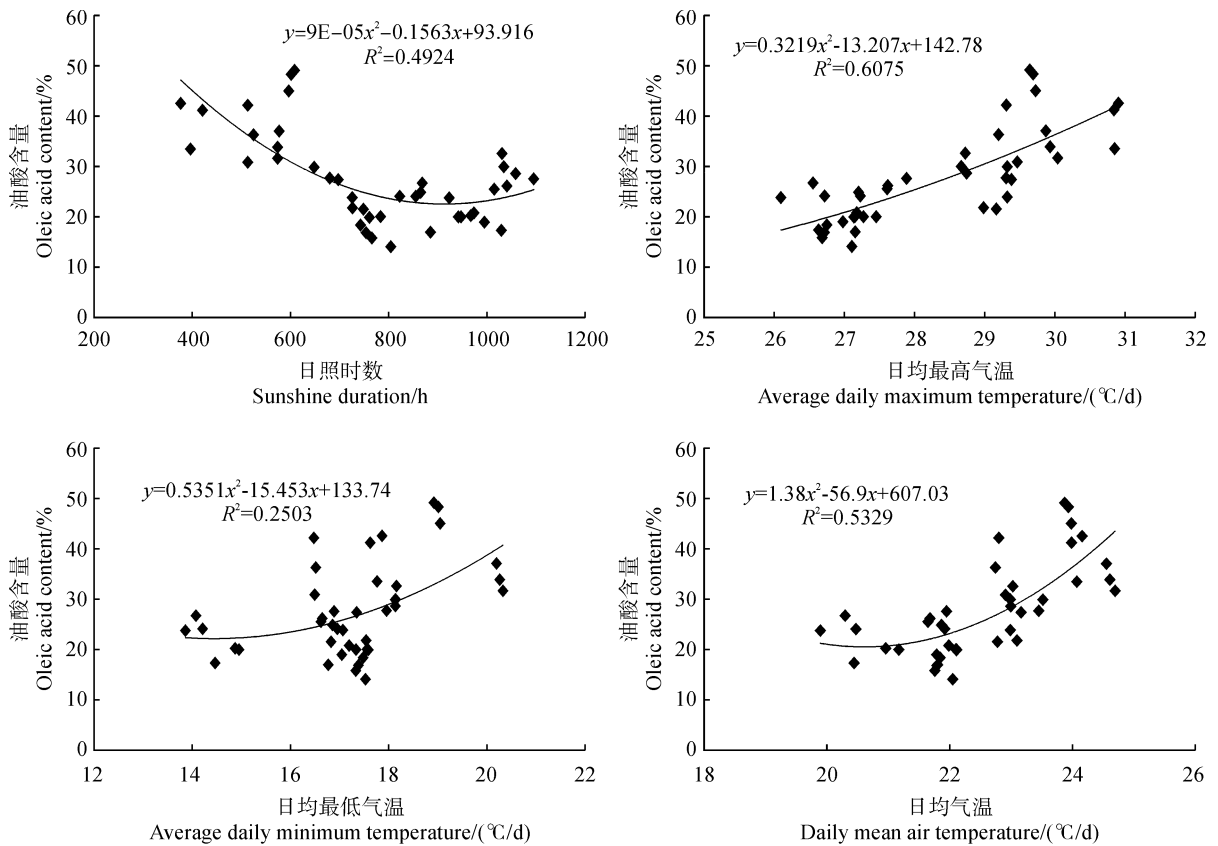 60
50
40
30
20
10
0
油酸含量
Oleic acid content/%
y=9E−05x²−0.1563x+93.916
R²=0.4924
200 400 600 800 1000 1200
日照时数
Sunshine duration/h
60
50
40
30
20
10
0
油酸含量
Oleic acid content/%
y=0.3219x²-13.207x+142.78
R²=0.6075
25 26 27 28 29 30 31 32
日均最高气温
Average daily maximum temperature/(℃/d)
60
50
40
30
20
10
0
油酸含量
Oleic acid content/%
y=0.5351x²-15.453x+133.74
R²=0.2503
12 14 16 18 20 22
日均最低气温
Average daily minimum temperature/(℃/d)
60
50
40
30
20
10
0
油酸含量
Oleic acid content/%
y=1.38x²-56.9x+607.03
R²=0.5329
18 20 22 24 26
日均气温
Daily mean air temperature/(℃/d)